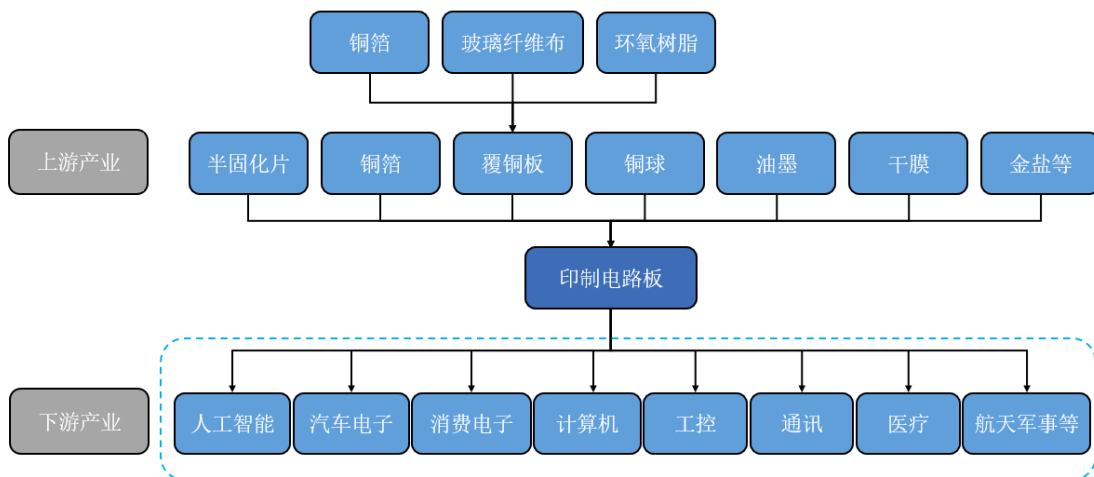 铜箔 玻璃纤维布 环氧树脂
上游产业 半固化片 铜箔 覆铜板 铜球 油墨 干膜 金盐等
印制电路板
下游产业 人工智能 汽车电子 消费电子 计算机 工控 通讯 医疗 航天军事等